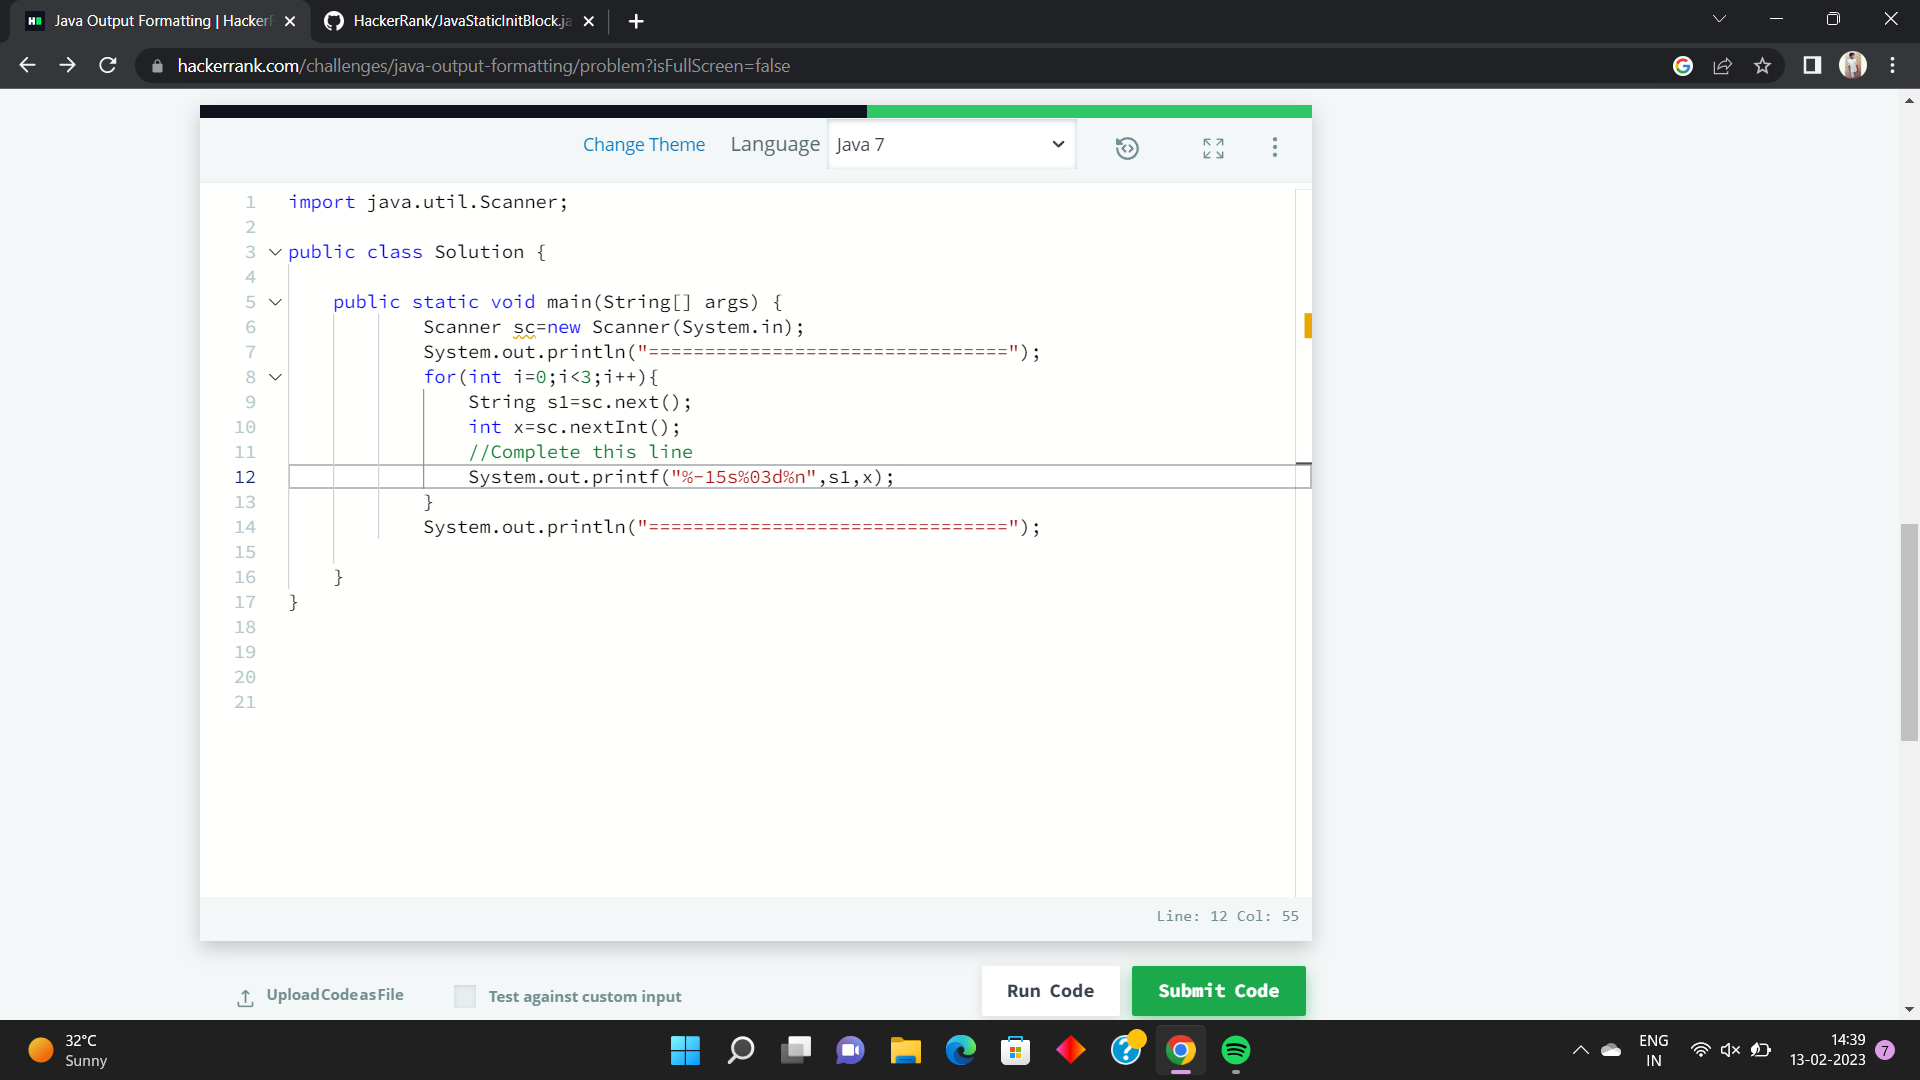 Java Output Formatting | Hacker
HackerRank/JavaStaticInitBlock.ja
hackerrank.com/challenges/java-output-formatting/problem?isFullScreen=false
Change Theme Language Java 7
1 import java.util.Scanner;
2
3 public class Solution {
4
5 public static void main(String[] args) {
6 Scanner sc=new Scanner(System.in);
7 System.out.println("================================");
8 for(int i=0;i<3;i++){
9 String s1=sc.next();
10 int x=sc.nextInt();
11 //Complete this line
12 System.out.printf("%-15s%03d%n",s1,x);
13 }
14 System.out.println("================================");
15
16 }
17 }
18
19
20
21
Line: 12 Col: 55
Upload Code as File
Test against custom input
Run Code
Submit Code
32°C
Sunny
ENG
IN
14:39
13-02-2023
7